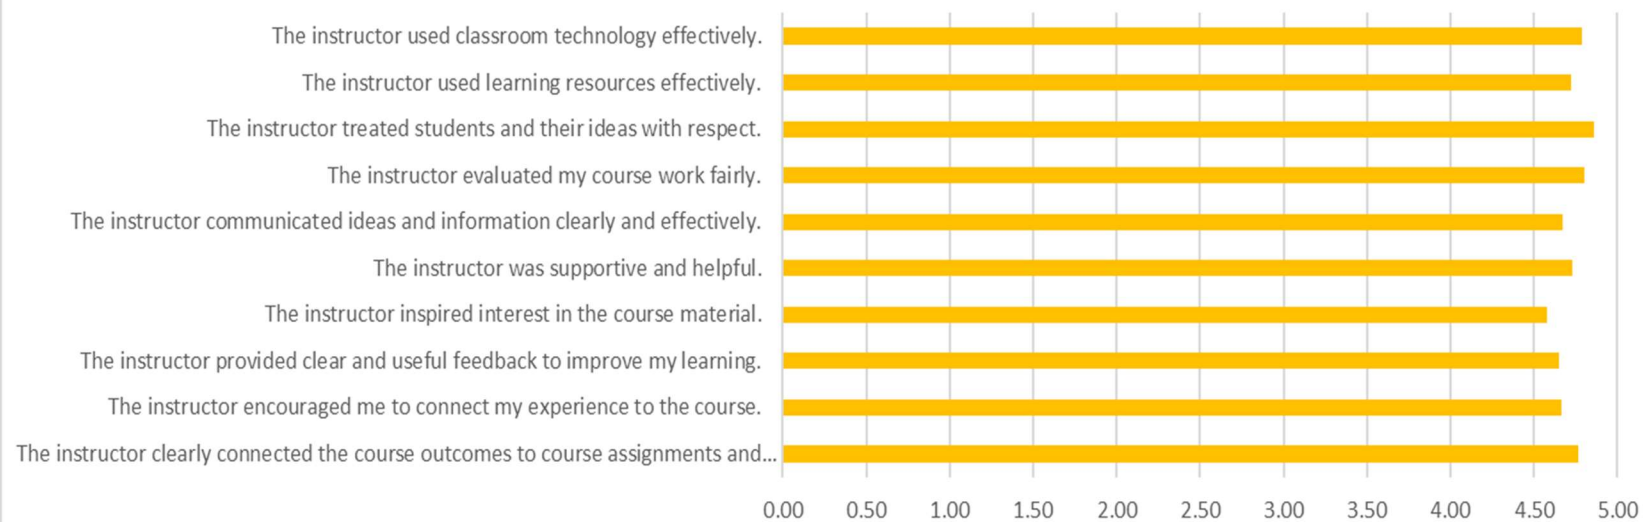 The instructor used classroom technology effectively.
The instructor used learning resources effectively.
The instructor treated students and their ideas with respect.
The instructor evaluated my course work fairly.
The instructor communicated ideas and information clearly and effectively.
The instructor was supportive and helpful.
The instructor inspired interest in the course material.
The instructor provided clear and useful feedback to improve my learning.
The instructor encouraged me to connect my experience to the course.
The instructor clearly connected the course outcomes to course assignments and...
0.00 0.50 1.00 1.50 2.00 2.50 3.00 3.50 4.00 4.50 5.00